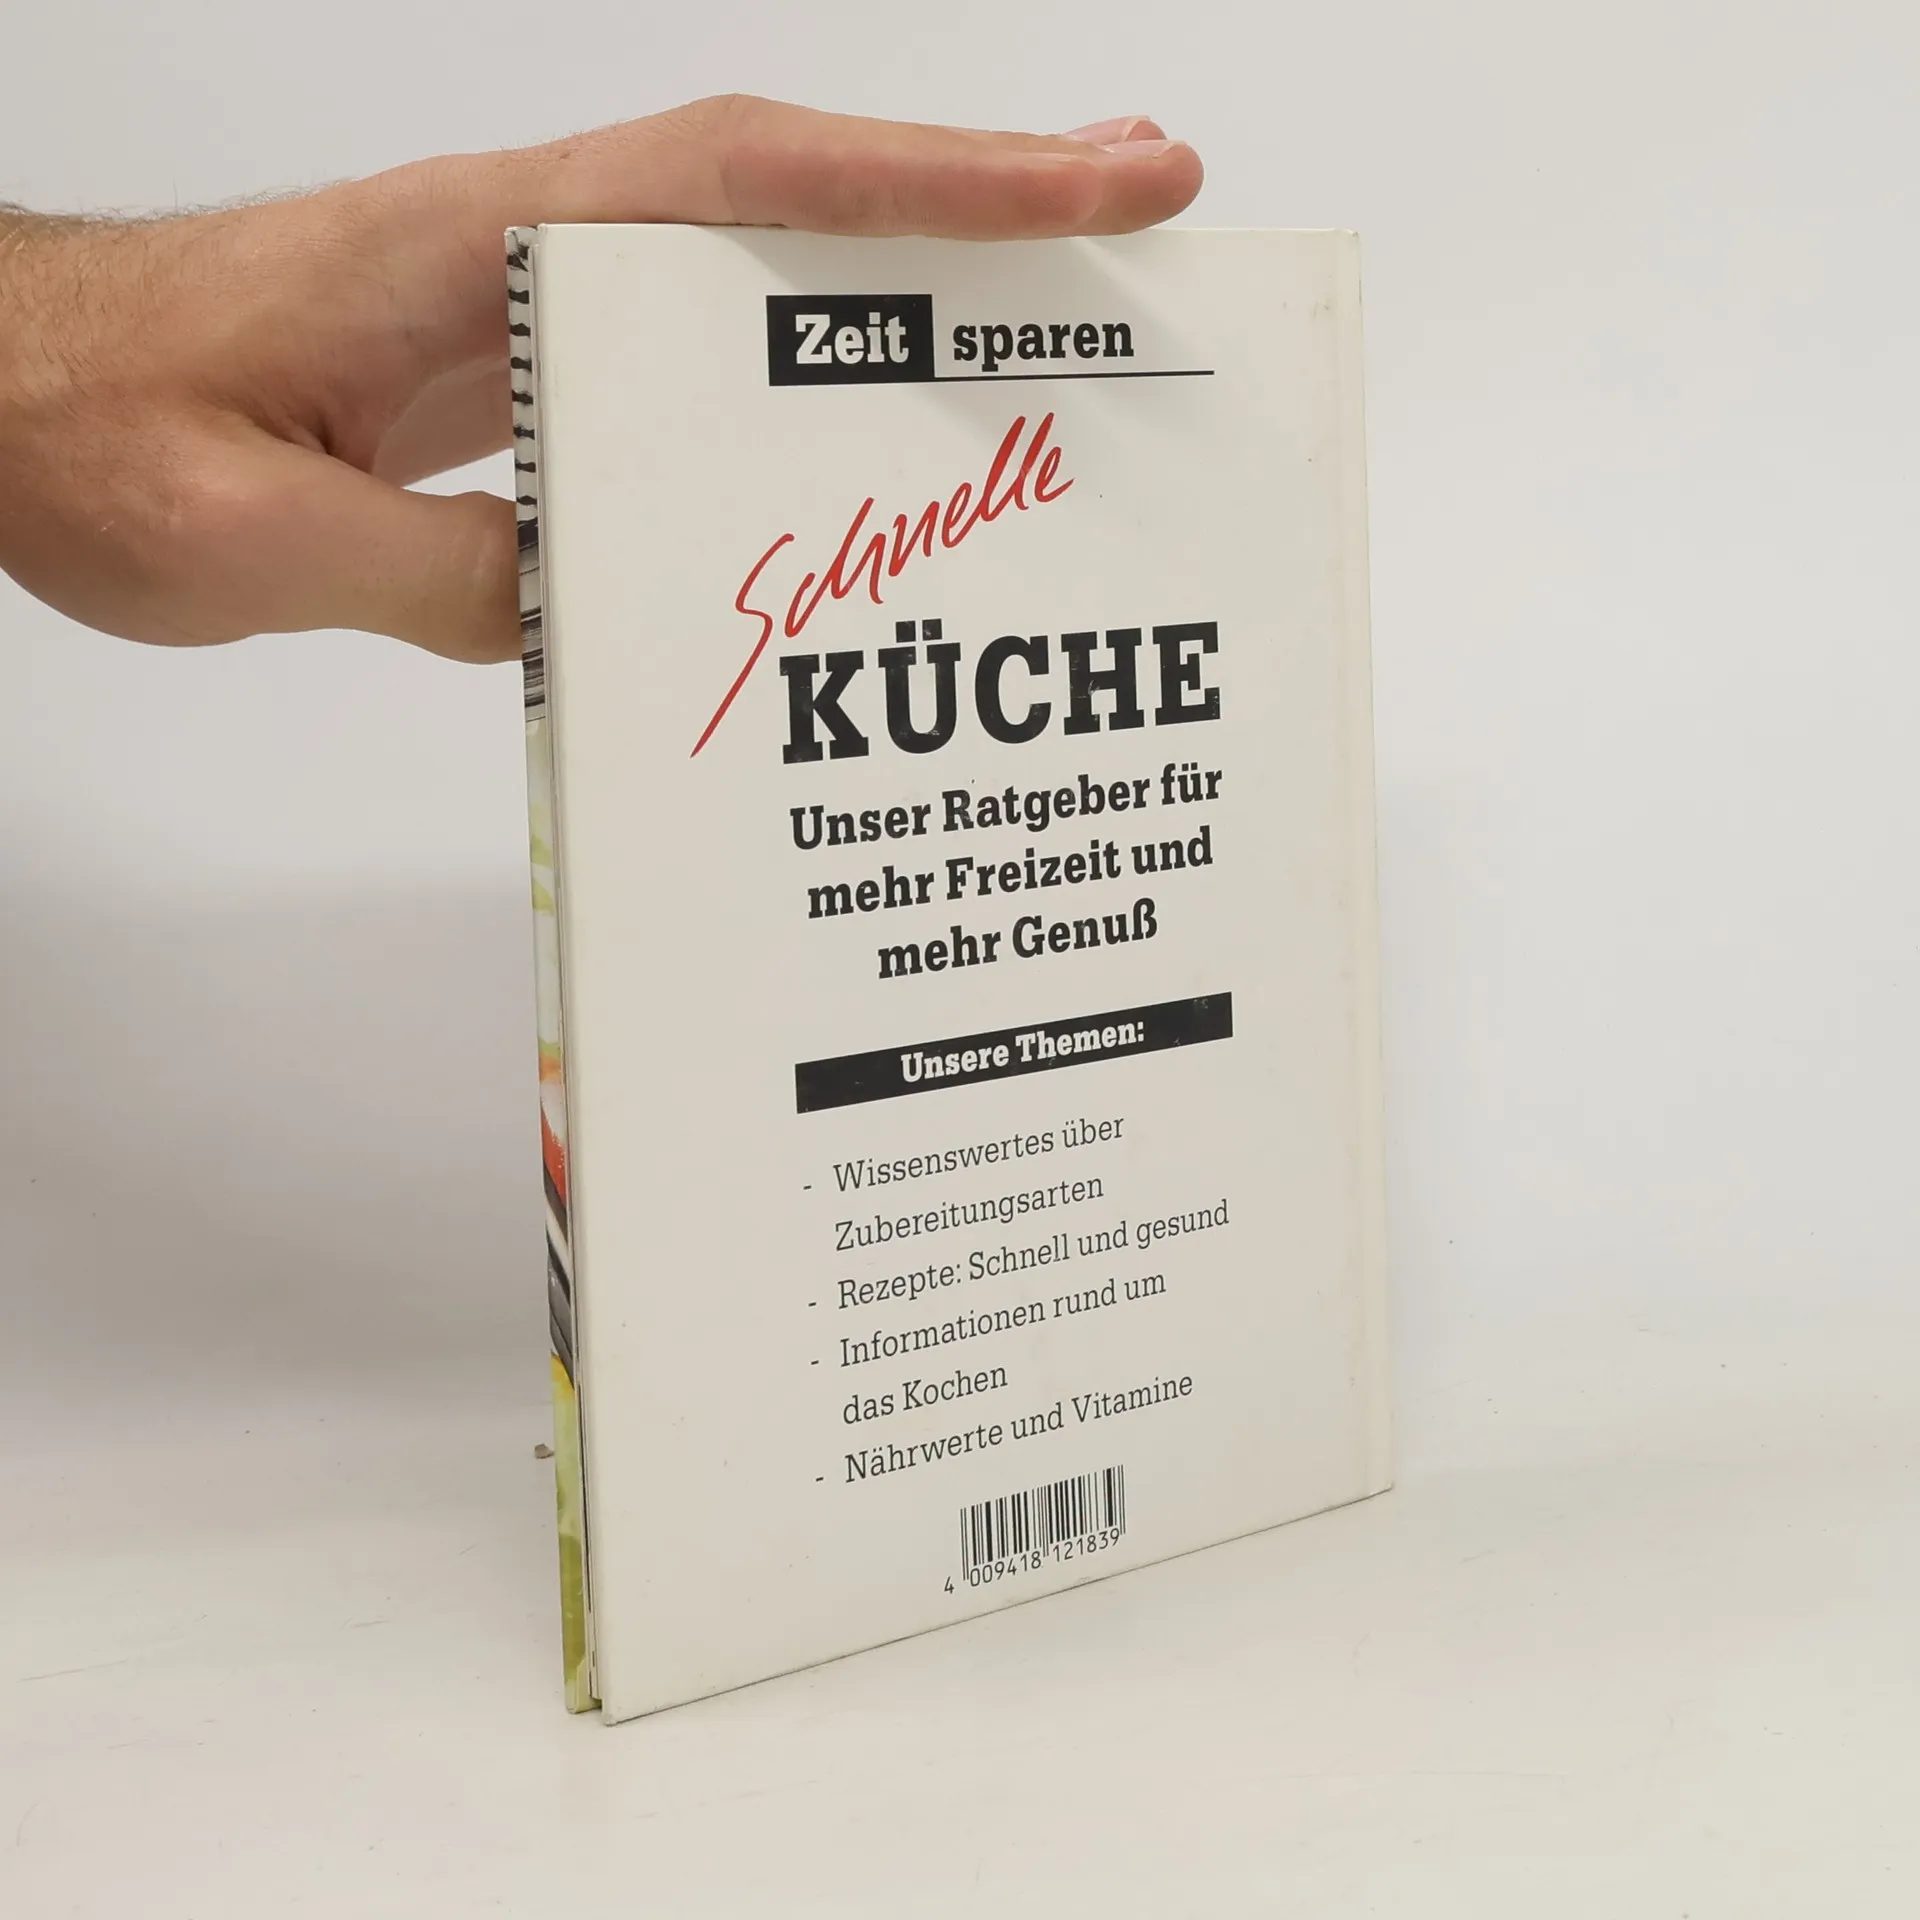 Zeit sparen
Schnelle
KÜCHE
Unser Ratgeber für
mehr Freizeit und
mehr Genuß
Unsere Themen:
- Wissenswertes über
Zubereitungsarten
- Rezepte: Schnell und gesund
- Informationen rund um
das Kochen
- Nährwerte und Vitamine
4 009418 121839